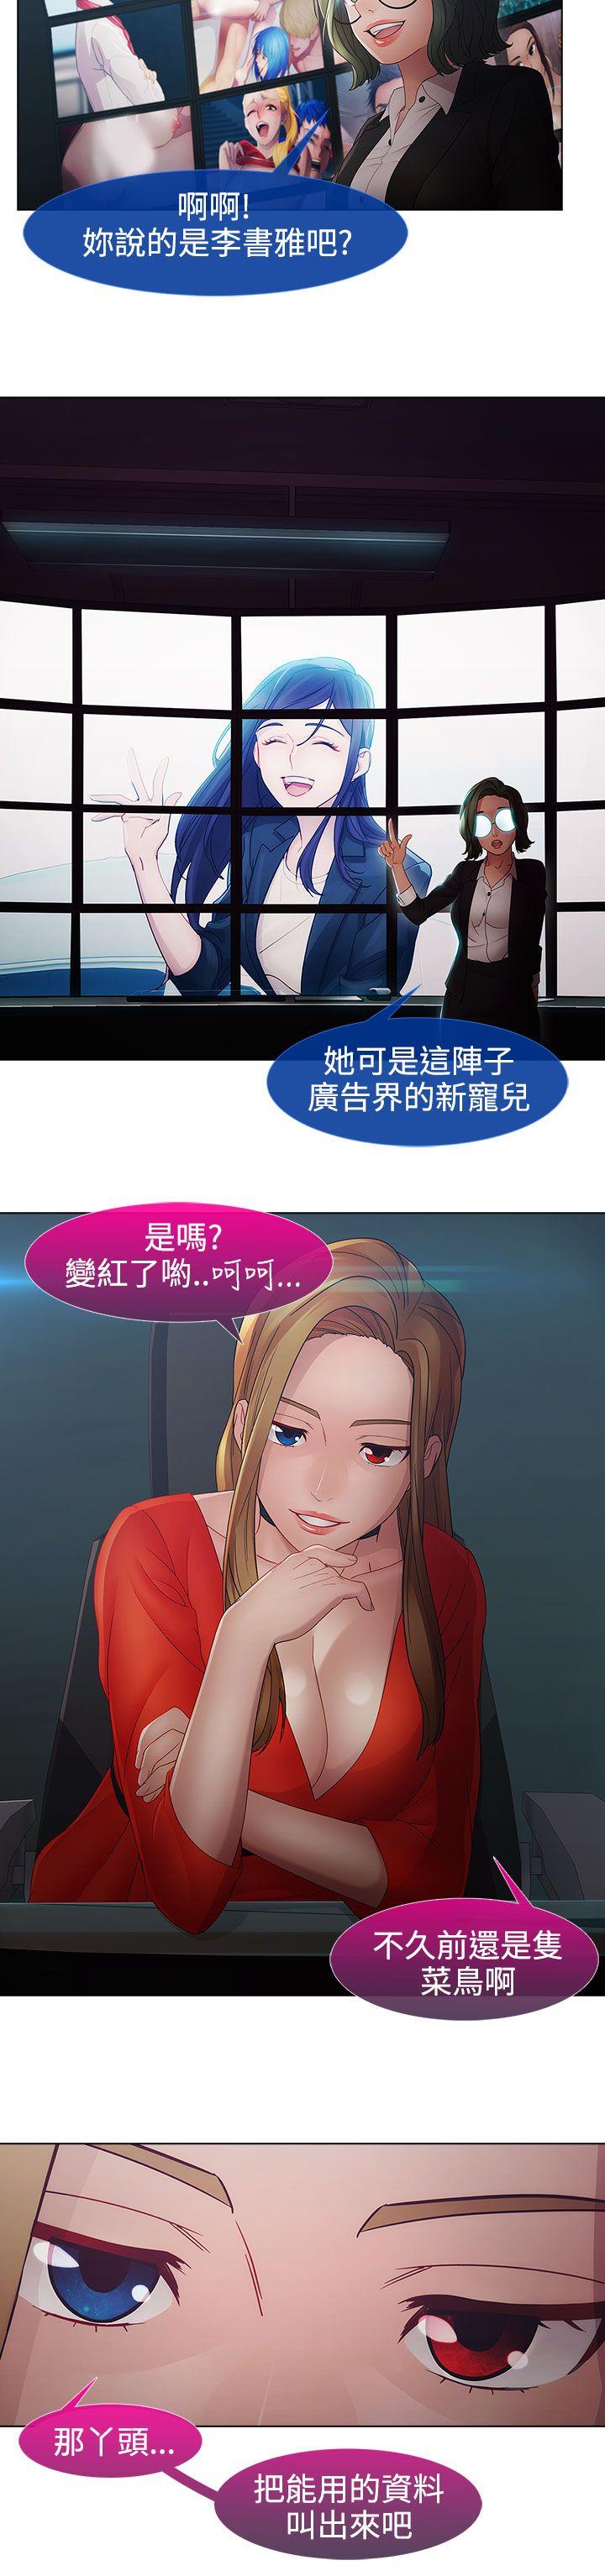 啊啊!
妳說的是李書雅吧?
她可是這陣子
廣告界的新寵兒
是嗎?
變紅了喲..呵呵...
不久前還是隻
菜鳥啊
那丫頭...
把能用的資料
叫出來吧